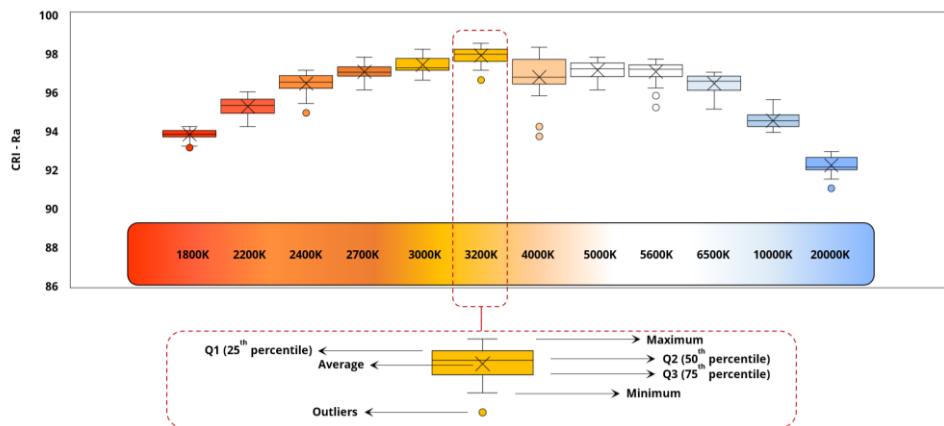 100
98
96
94
92
90
88
86
CRI - Ra
1800K 2200K 2400K 2700K 3000K 3200K 4000K 5000K 5600K 6500K 10000K 20000K
Maximum
Q1 (25th percentile)
Q2 (50th percentile)
Average
Q3 (75th percentile)
Minimum
Outliers